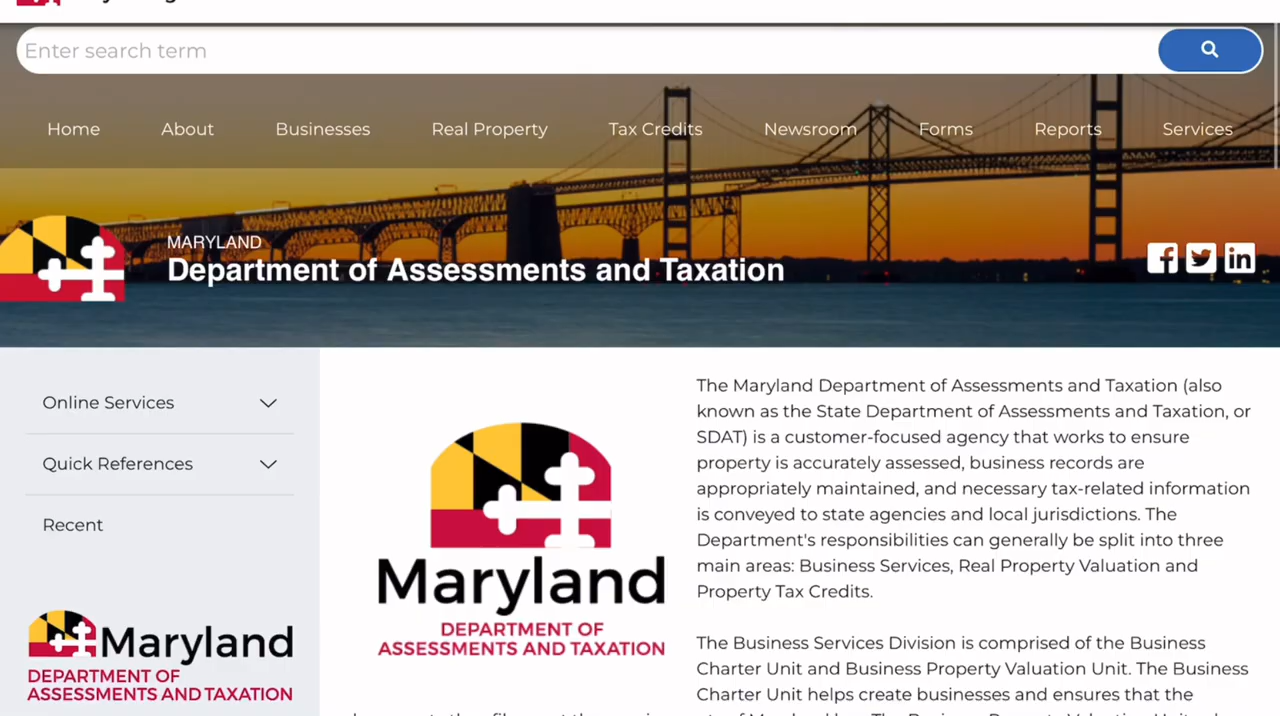 Enter search term
Home About Businesses Real Property Tax Credits Newsroom Forms Reports Services
MARYLAND
Department of Assessments and Taxation
Online Services
Quick References
Recent
Maryland
DEPARTMENT OF
ASSESSMENTS AND TAXATION
Maryland
DEPARTMENT OF
ASSESSMENTS AND TAXATION
The Maryland Department of Assessments and Taxation (also
known as the State Department of Assessments and Taxation, or
SDAT) is a customer-focused agency that works to ensure
property is accurately assessed, business records are
appropriately maintained, and necessary tax-related information
is conveyed to state agencies and local jurisdictions. The
Department's responsibilities can generally be split into three
main areas: Business Services, Real Property Valuation and
Property Tax Credits.
The Business Services Division is comprised of the Business
Charter Unit and Business Property Valuation Unit. The Business
Charter Unit helps create businesses and ensures that the